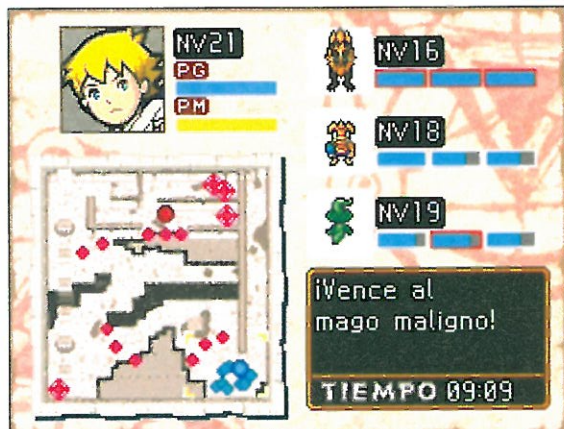 NV21
PG
PM
NV16
NV18
NV19
¡Vence al
mago maligno!
TIEMPO 09:09